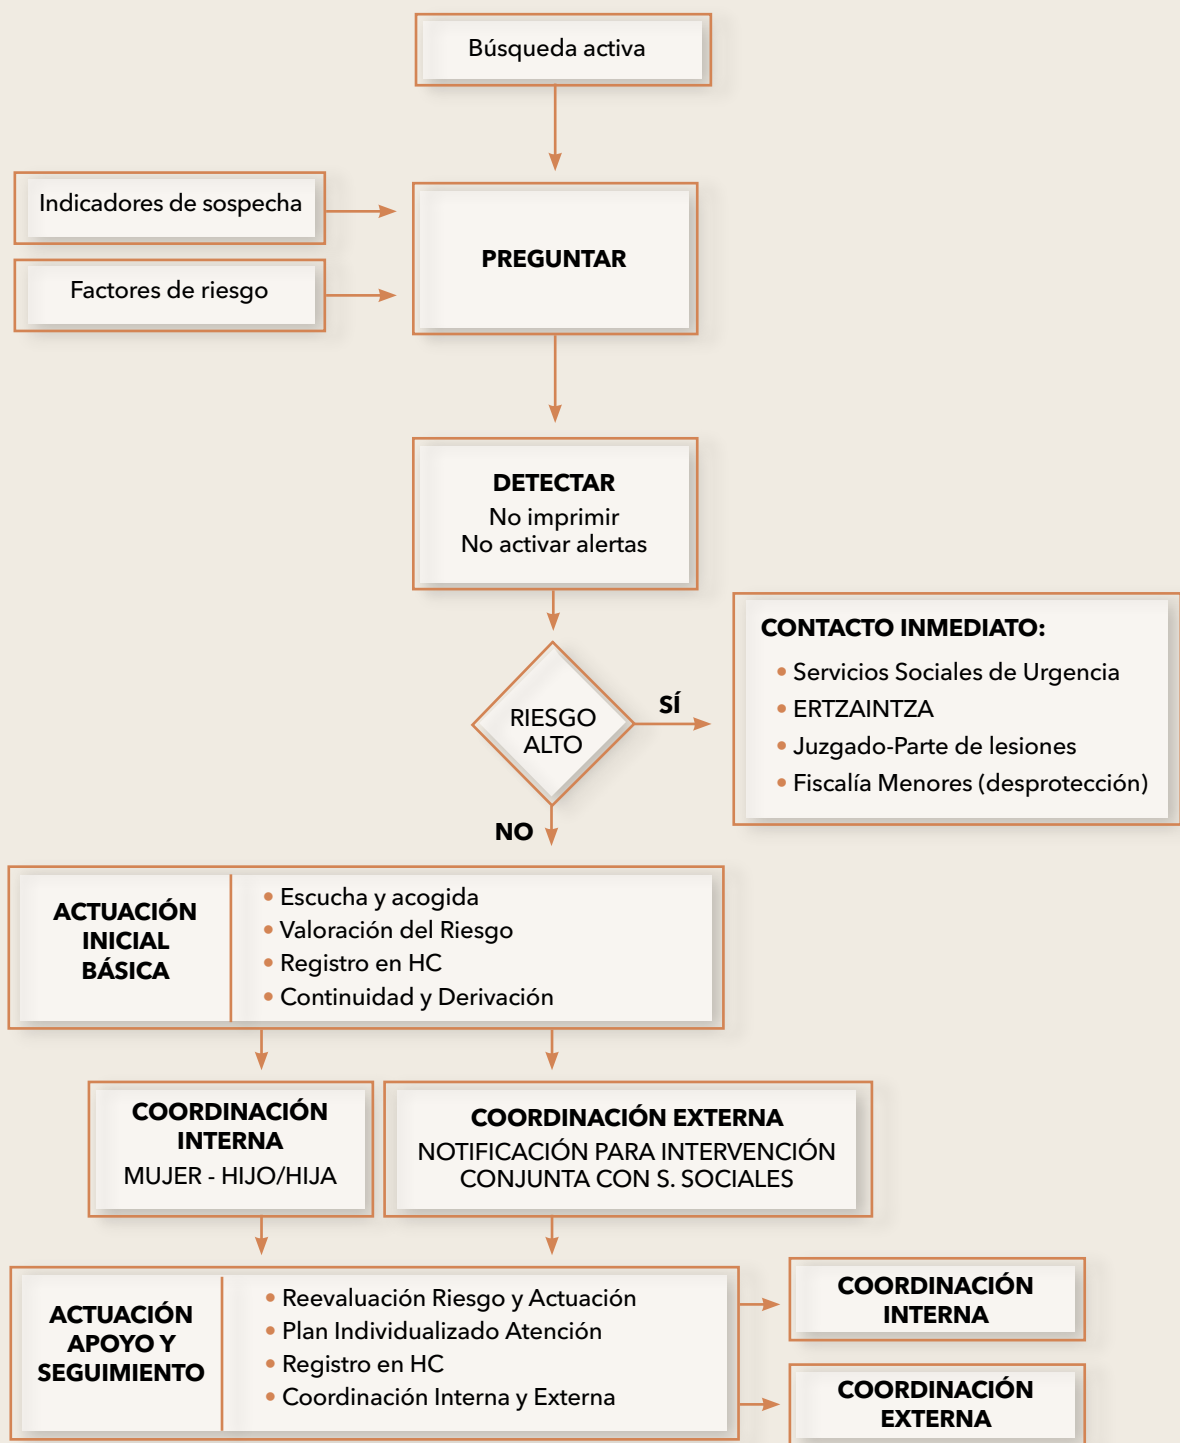 Búsqueda activa
Indicadores de sospecha
Factores de riesgo
PREGUNTAR
DETECTAR
No imprimir
No activar alertas
RIESGO
ALTO
SÍ
CONTACTO INMEDIATO:
• Servicios Sociales de Urgencia
• ERTZAINTZA
• Juzgado-Parte de lesiones
• Fiscalía Menores (desprotección)
NO
ACTUACIÓN
INICIAL
BÁSICA
• Escucha y acogida
• Valoración del Riesgo
• Registro en HC
• Continuidad y Derivación
COORDINACIÓN
INTERNA
MUJER - HIJO/HIJA
COORDINACIÓN EXTERNA
NOTIFICACIÓN PARA INTERVENCIÓN
CONJUNTA CON S. SOCIALES
ACTUACIÓN
APOYO Y
SEGUIMIENTO
• Reevaluación Riesgo y Actuación
• Plan Individualizado Atención
• Registro en HC
• Coordinación Interna y Externa
COORDINACIÓN
INTERNA
COORDINACIÓN
EXTERNA